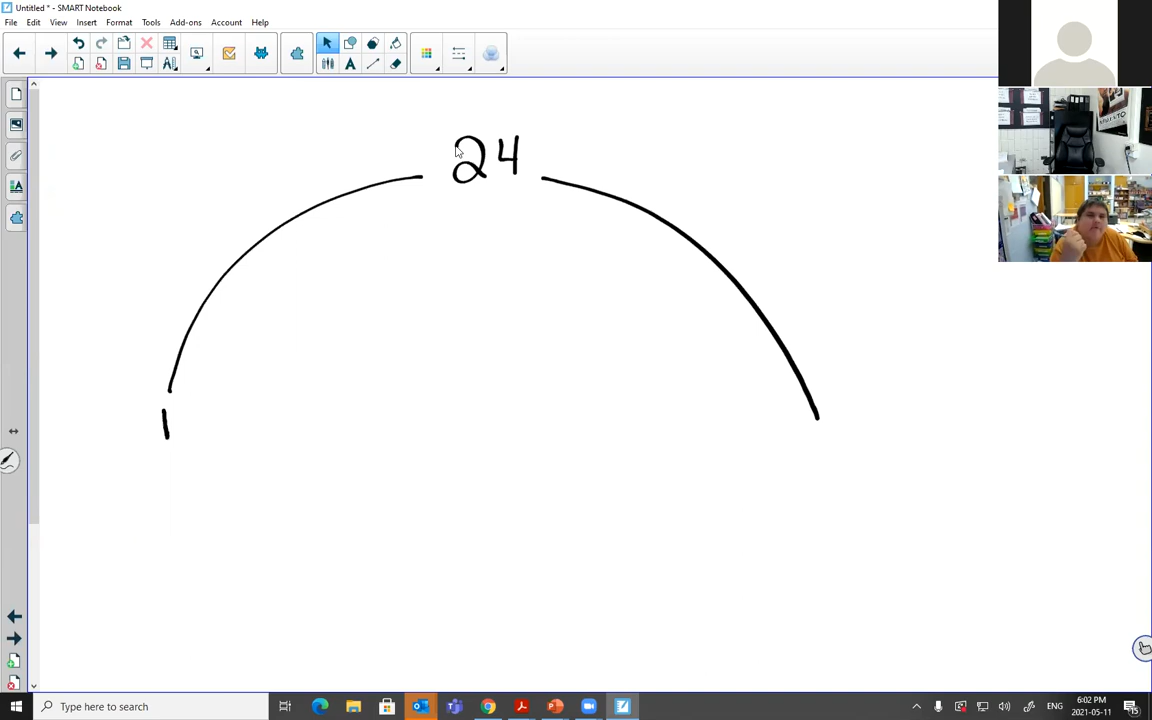 Untitled * - SMART Notebook
File Edit View Insert Format Tools Add-ons Account Help
24
1
Type here to search
ENG
6:02 PM
2021-05-11
15